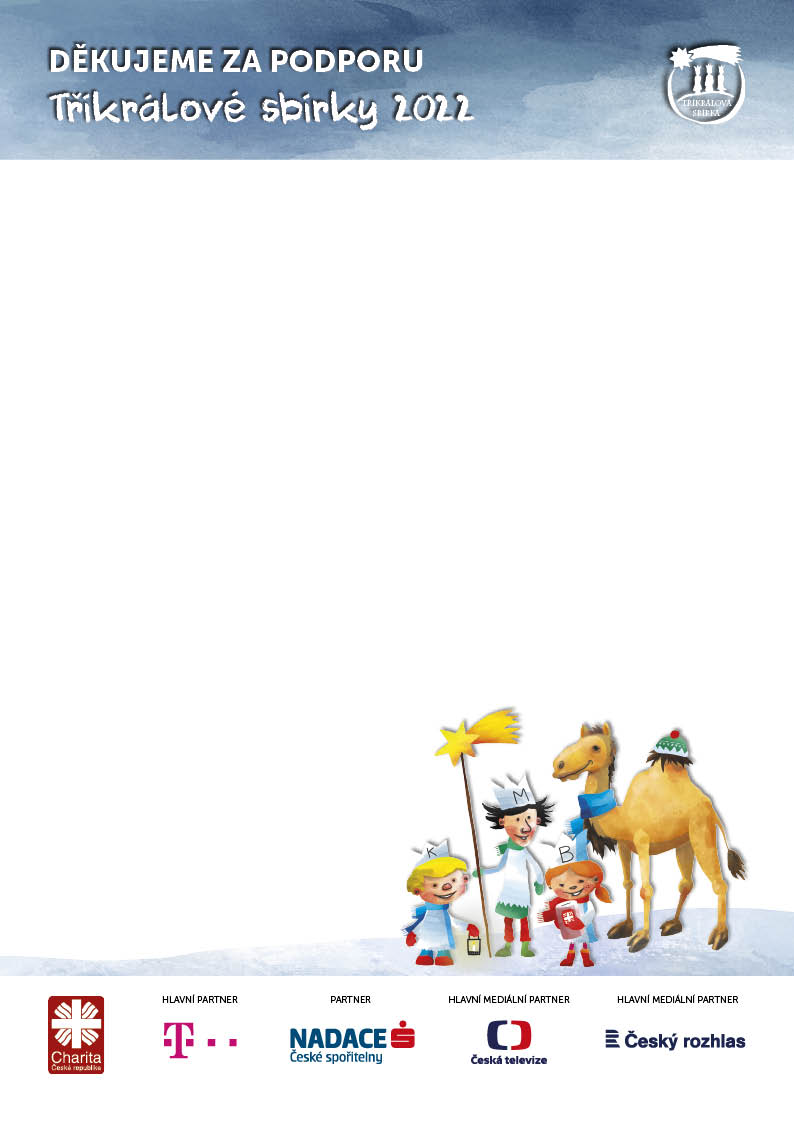 DĚKUJEME ZA PODPORU
Tříkrálové sbírky 2022
TŘÍKRÁLOVÁ
SBÍRKA
K
M
B
HLAVNÍ PARTNER
PARTNER
HLAVNÍ MEDIÁLNÍ PARTNER
HLAVNÍ MEDIÁLNÍ PARTNER
Charita
Česká republika
T
NADACE
České spořitelny
Česká televize
Český rozhlas